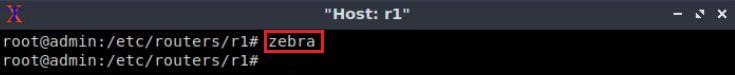 "Host: r1"
root@admin:/etc/routers/r1# zebra
root@admin:/etc/routers/r1#